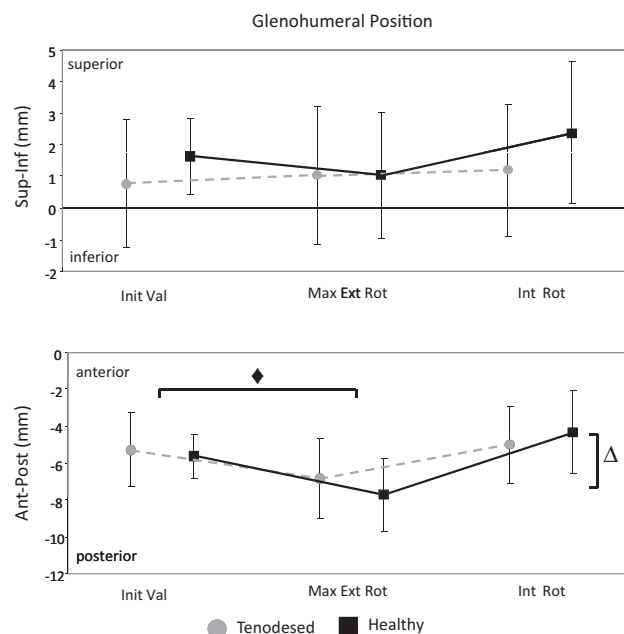 Glenohumeral Position
Sup-Inf (mm)
5
superior
4
3
2
1
0
-1
inferior
-2
Init Val Max Ext Rot Int Rot
Ant-Post (mm)
0
anterior
-2
♦
-4
-6
Δ
-8
-10
posterior
-12
Init Val Max Ext Rot Int Rot
Tenodesed Healthy